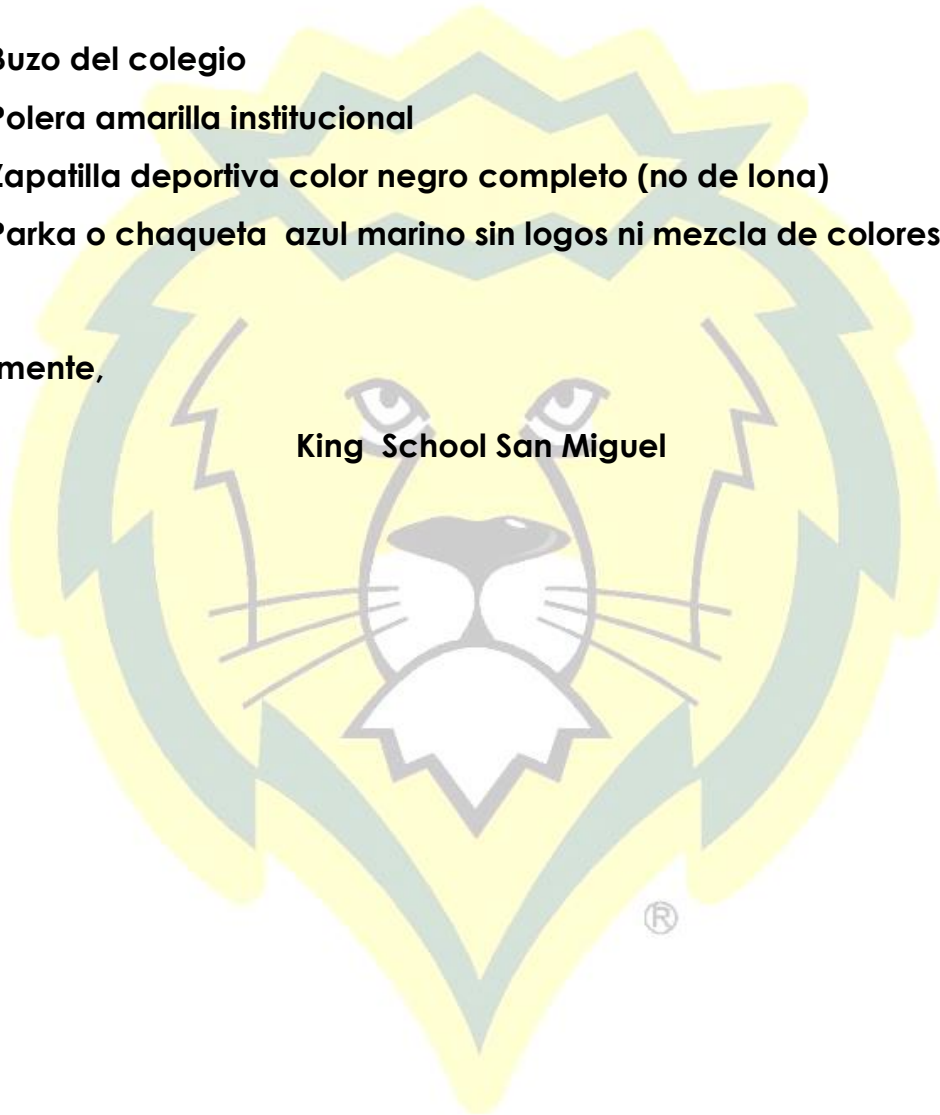 Buzo del colegio
Polera amarilla institucional
Zapatilla deportiva color negro completo (no de lona)
Parka o chaqueta azul marino sin logos ni mezcla de colores
mente,
King School San Miguel
®